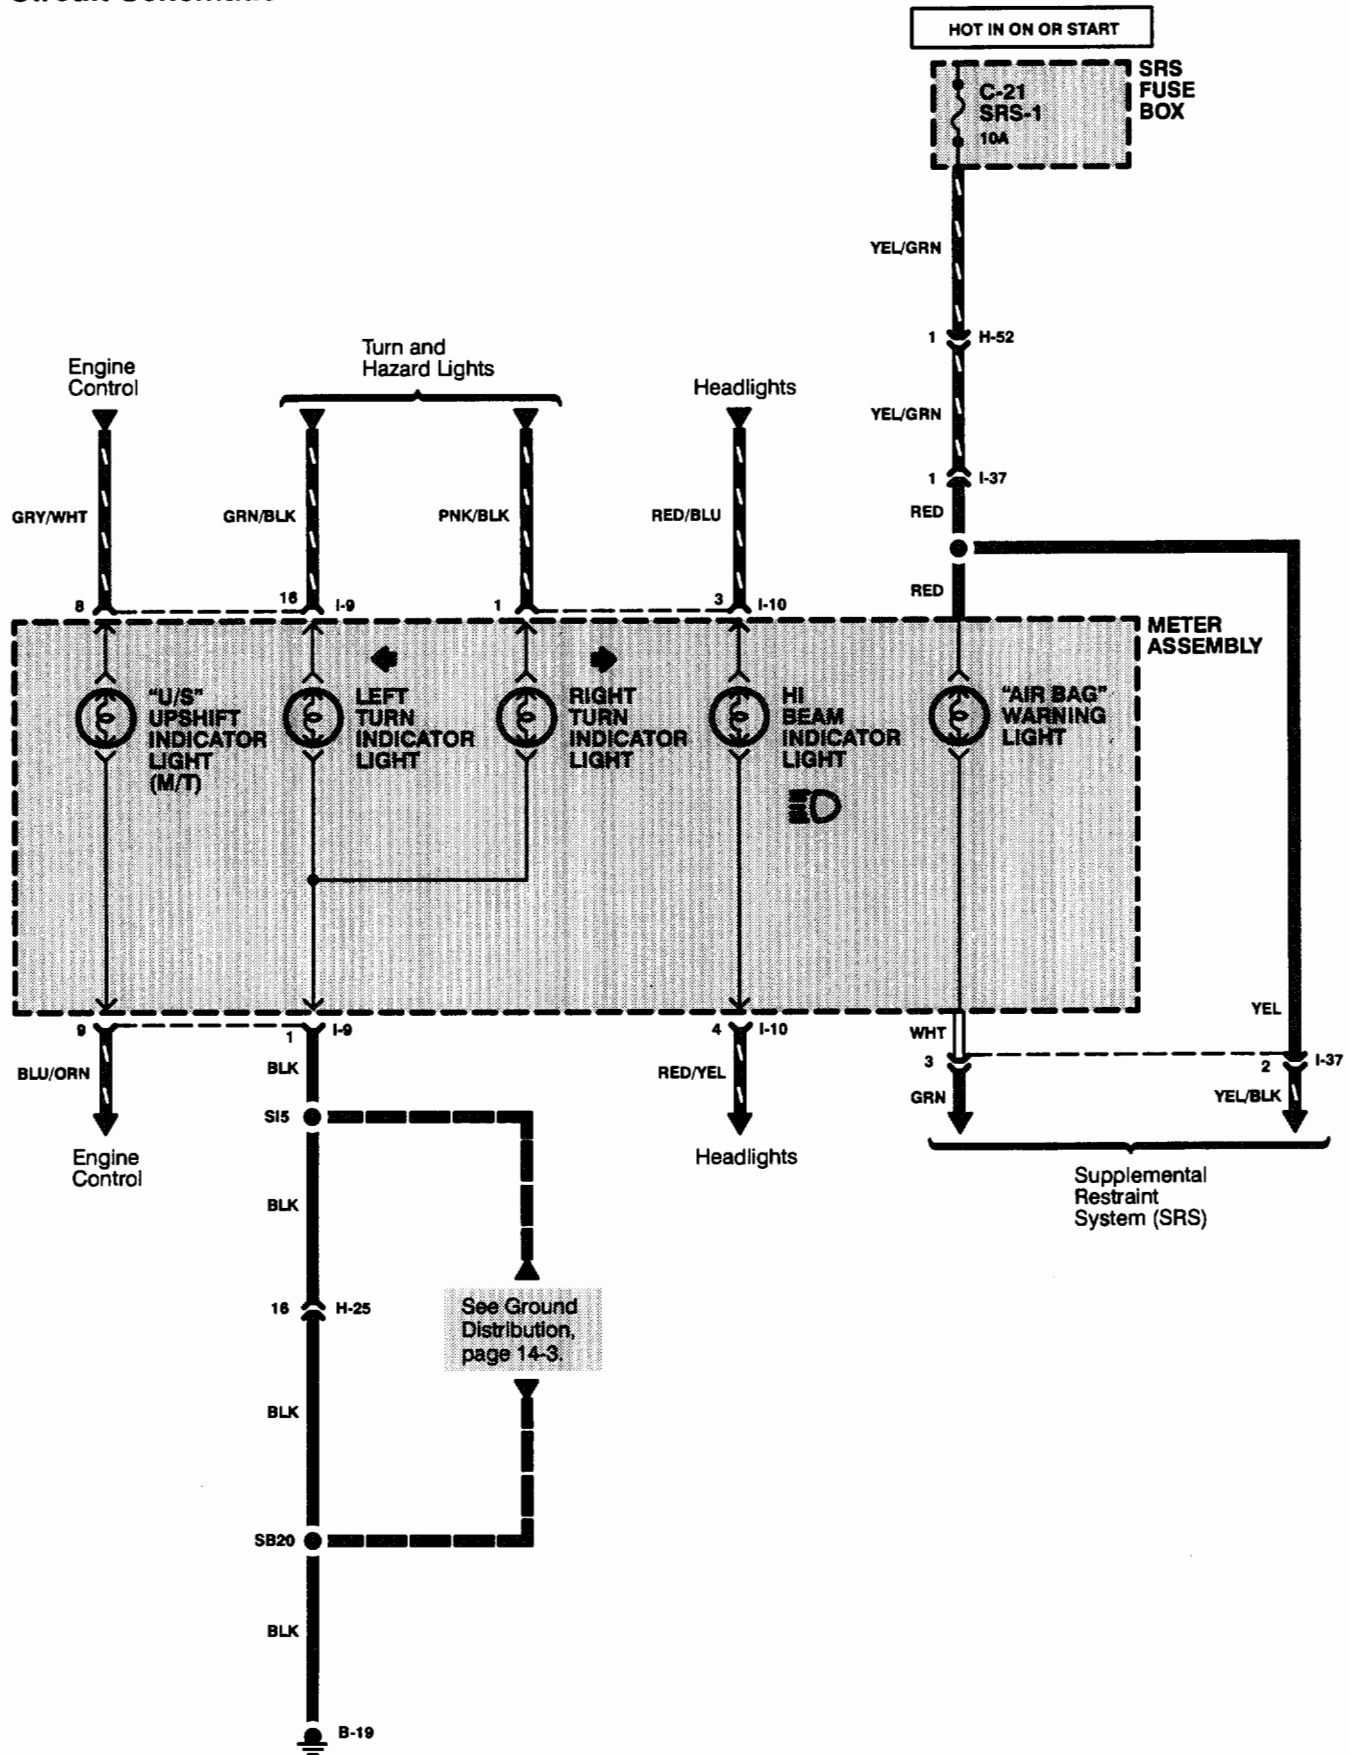 HOT IN ON OR START
SRS
FUSE
BOX
C-21
SRS-1
10A
YEL/GRN
1 H-52
YEL/GRN
1 I-37
RED
RED
Engine
Control
Turn and
Hazard Lights
Headlights
GRY/WHT
GRN/BLK
PNK/BLK
RED/BLU
8
16 I-9
1
3 I-10
METER
ASSEMBLY
"U/S"
UPSHIFT
INDICATOR
LIGHT
(M/T)
LEFT
TURN
INDICATOR
LIGHT
RIGHT
TURN
INDICATOR
LIGHT
HI
BEAM
INDICATOR
LIGHT
"AIR BAG"
WARNING
LIGHT
9
1 I-9
4 I-10
WHT
YEL
3
2 I-37
BLU/ORN
BLK
RED/YEL
GRN
YEL/BLK
SI5
Engine
Control
Headlights
Supplemental
Restraint
System (SRS)
BLK
16 H-25
See Ground
Distribution,
page 14-3.
BLK
SB20
BLK
B-19